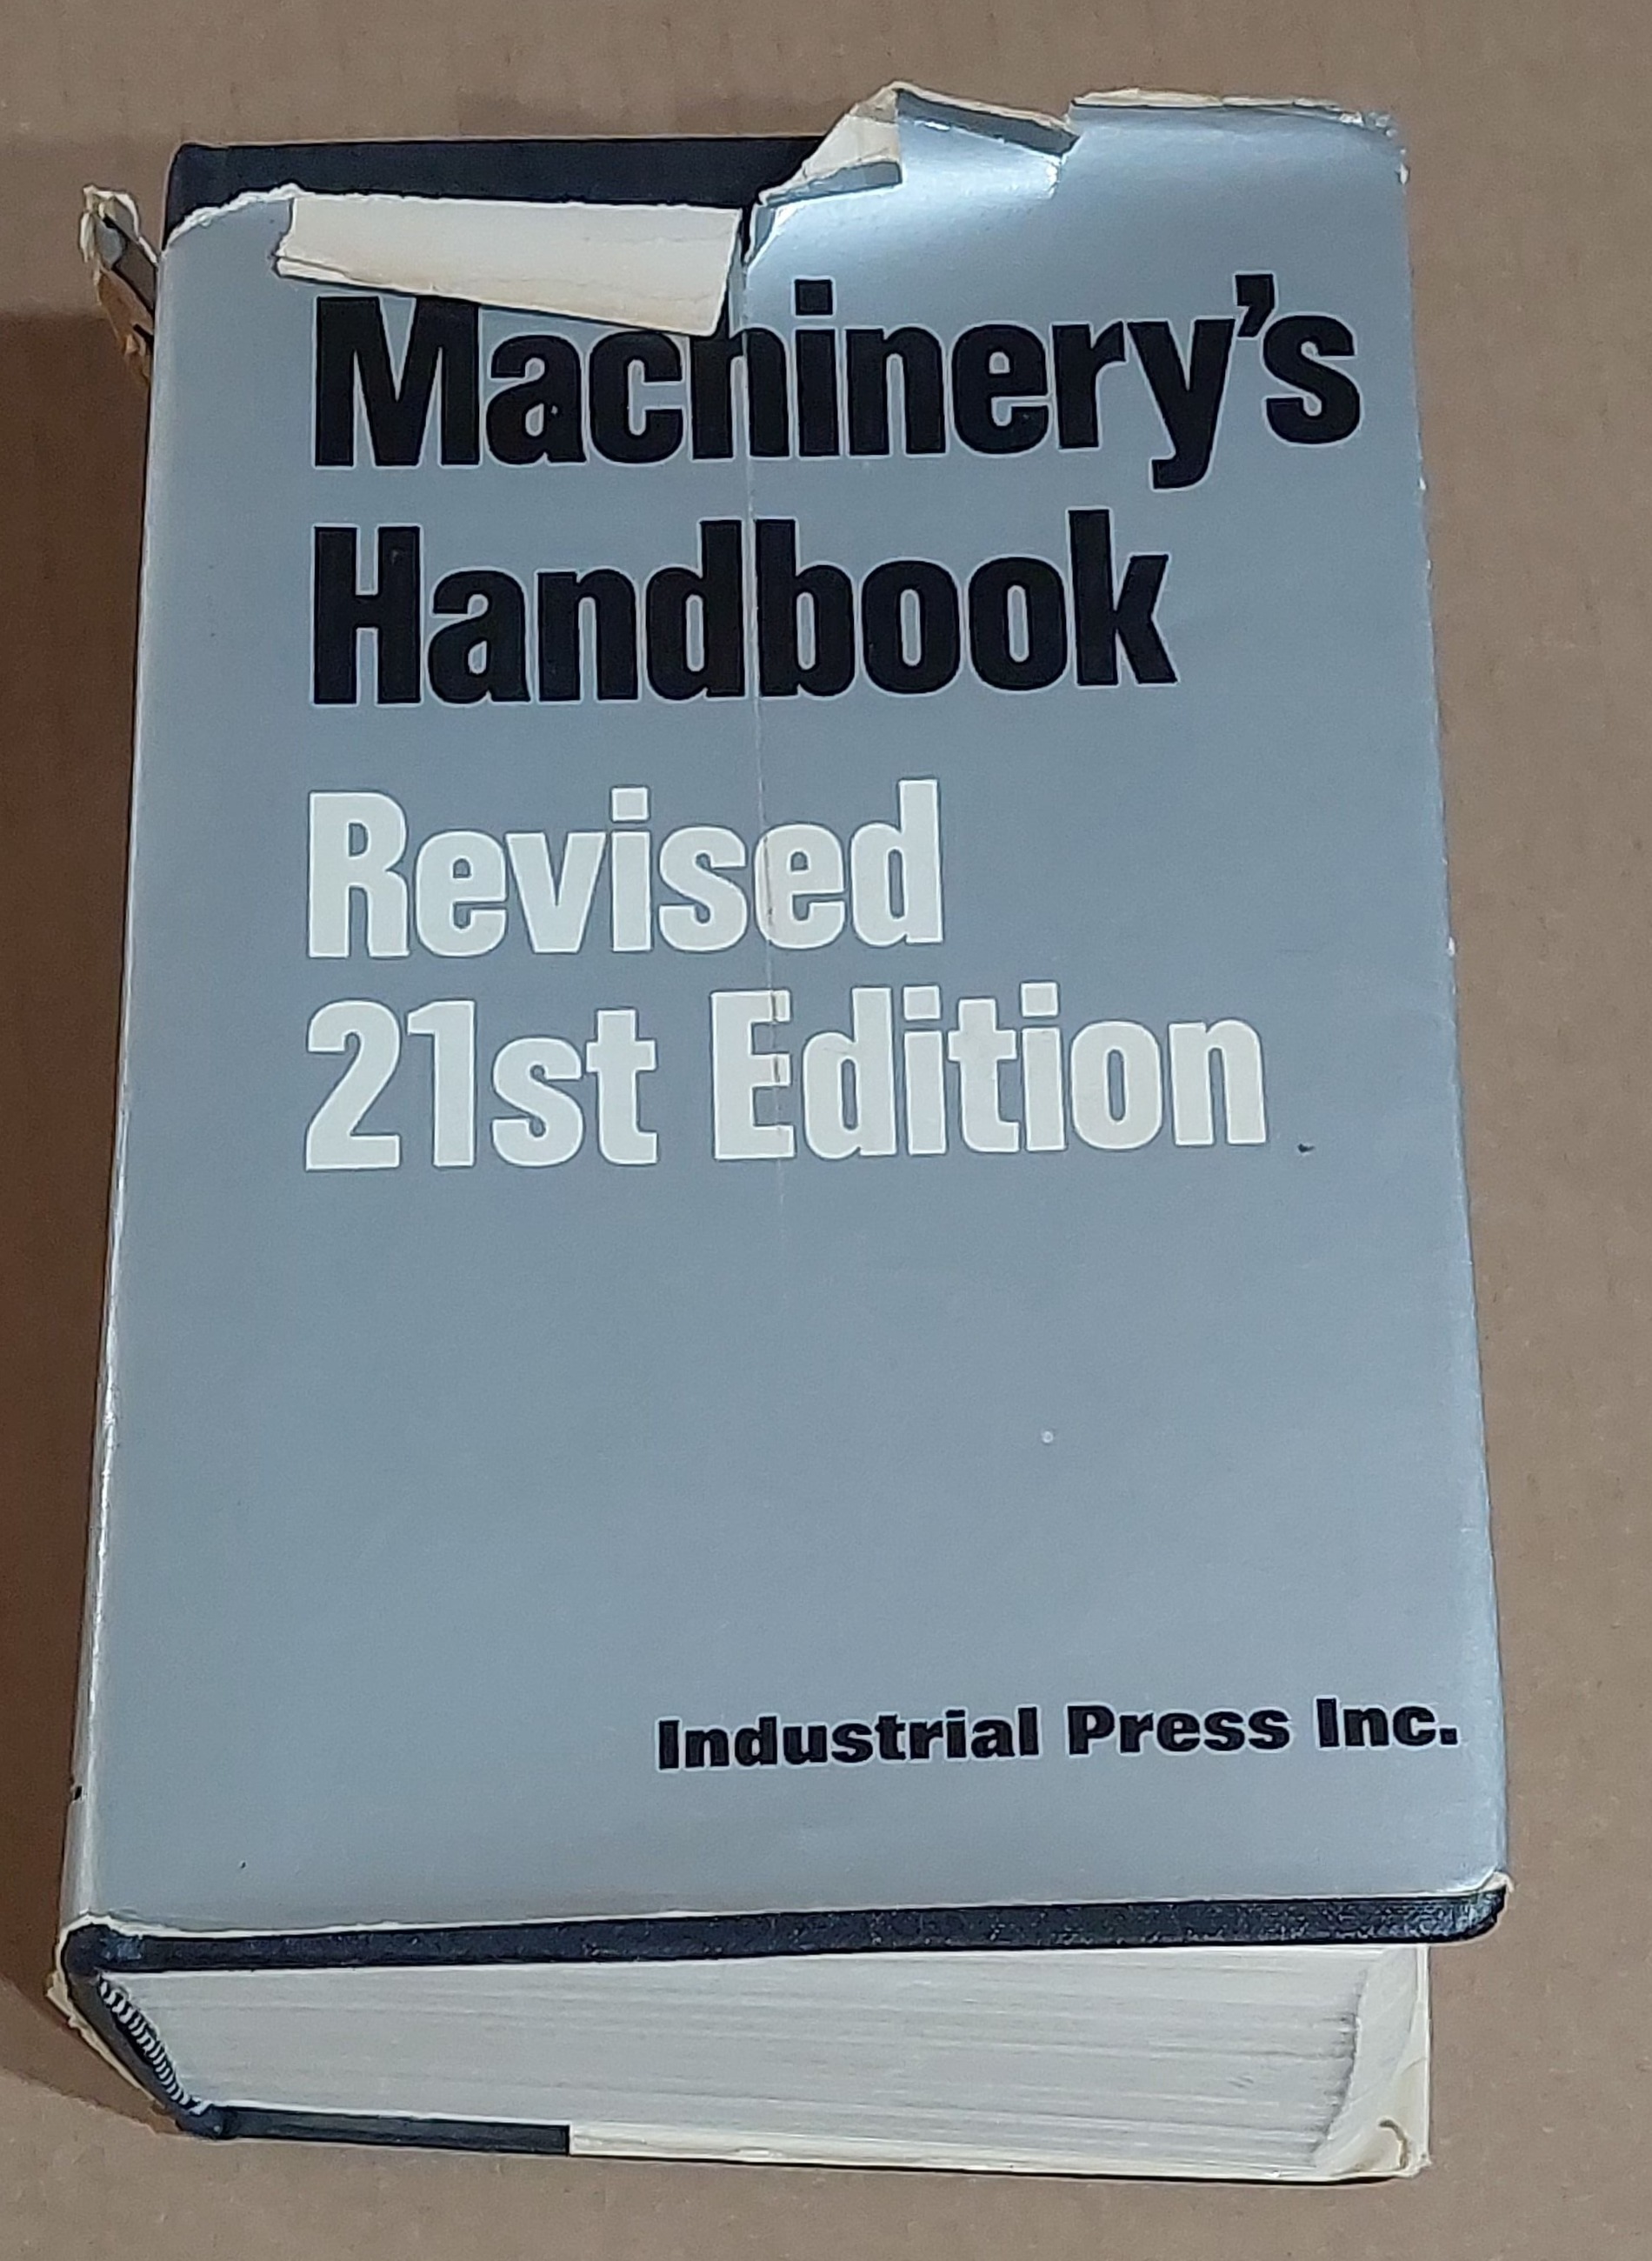 Machinery's
Handbook
Revised
21st Edition
Industrial Press Inc.